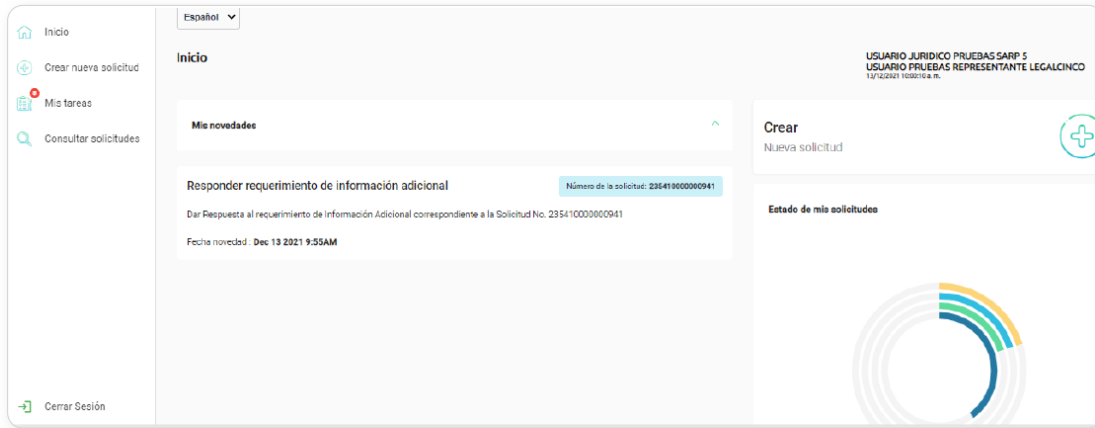 Español
Inicio
Crear nueva solicitud
Mis tareas
Consultar solicitudes
Cerrar Sesión
Inicio
USUARIO JURIDICO PRUEBAS SARP 5
USUARIO PRUEBAS REPRESENTANTE LEGALCINCO
13/12/2021 10:00:10 a. m.
Mis novedades
Responder requerimiento de información adicional
Número de la solicitud: 235410000000941
Dar Respuesta al requerimiento de Información Adicional correspondiente a la Solicitud No. 235410000000941
Fecha novedad : Dec 13 2021 9:55AM
Crear
Nueva solicitud
Estado de mis solicitudes